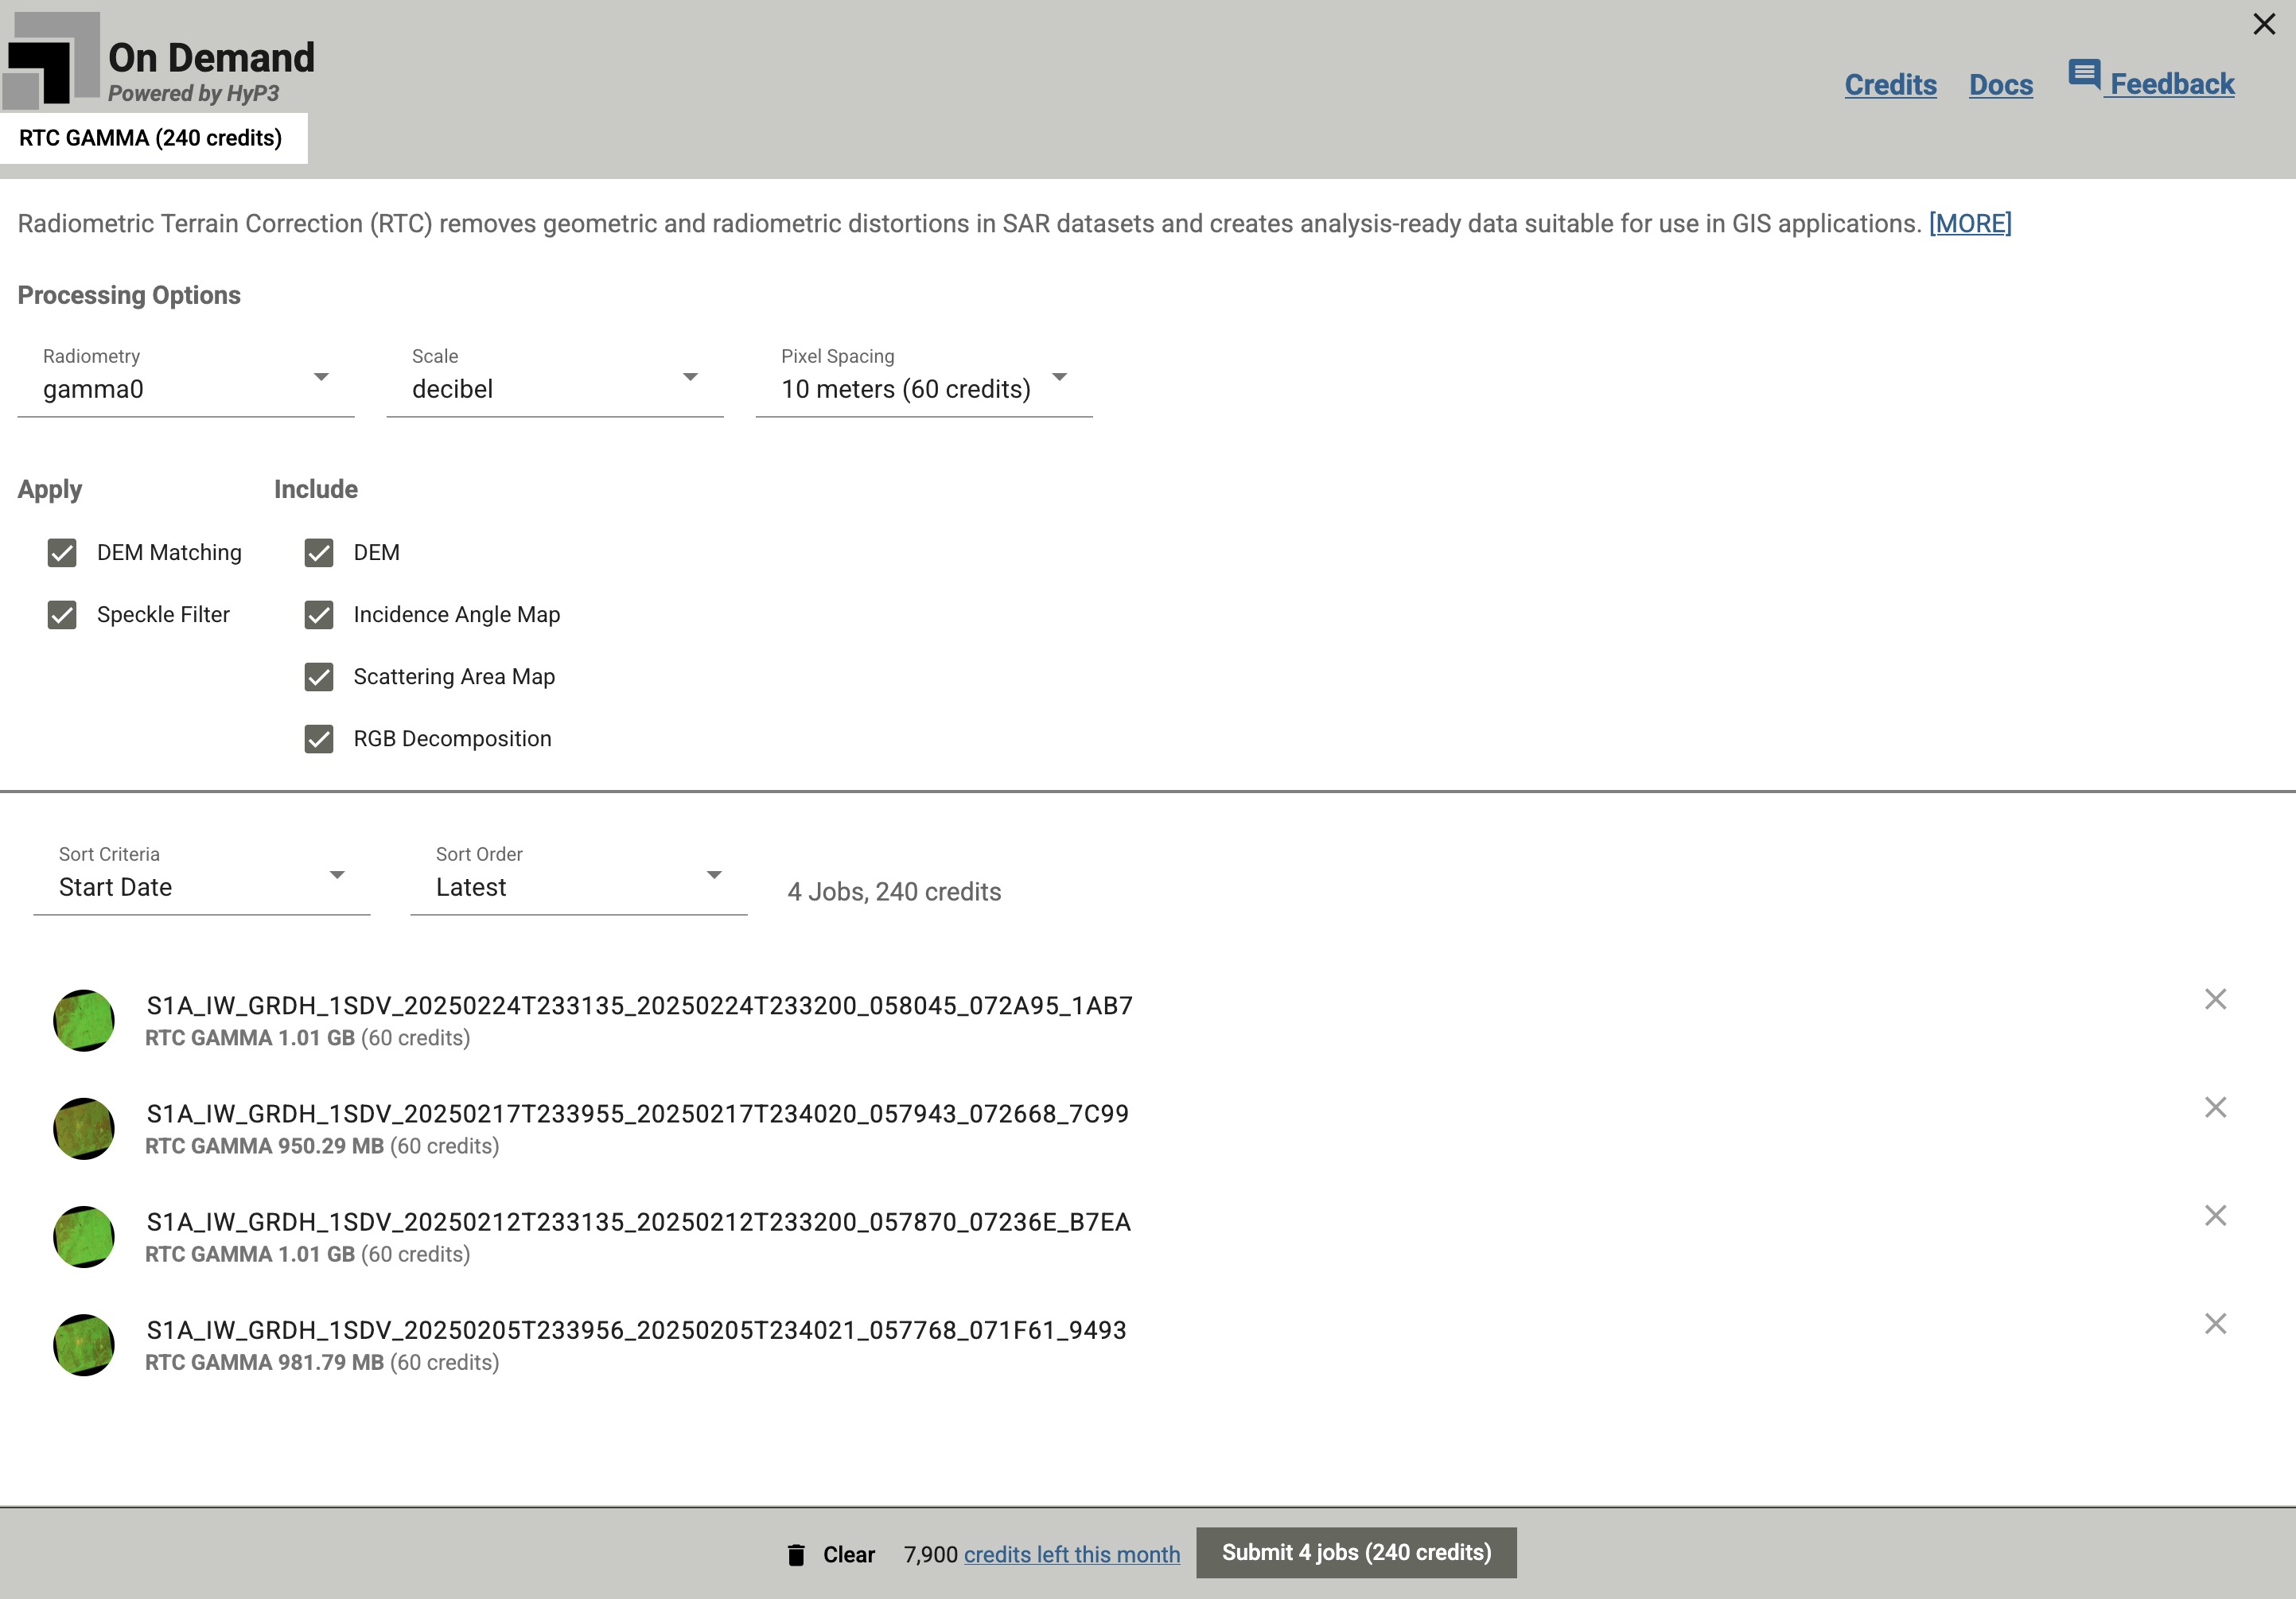 On Demand
Powered by HyP3
Credits Docs Feedback
RTC GAMMA (240 credits)
Radiometric Terrain Correction (RTC) removes geometric and radiometric distortions in SAR datasets and creates analysis-ready data suitable for use in GIS applications. [MORE]
Processing Options
Radiometry Scale Pixel Spacing
gamma0 decibel 10 meters (60 credits)
Apply Include
DEM Matching DEM
Speckle Filter Incidence Angle Map
Scattering Area Map
RGB Decomposition
Sort Criteria Sort Order
Start Date Latest 4 Jobs, 240 credits
S1A_IW_GRDH_1SDV_20250224T233135_20250224T233200_058045_072A95_1AB7
RTC GAMMA 1.01 GB (60 credits)
S1A_IW_GRDH_1SDV_20250217T233955_20250217T234020_057943_072668_7C99
RTC GAMMA 950.29 MB (60 credits)
S1A_IW_GRDH_1SDV_20250212T233135_20250212T233200_057870_07236E_B7EA
RTC GAMMA 1.01 GB (60 credits)
S1A_IW_GRDH_1SDV_20250205T233956_20250205T234021_057768_071F61_9493
RTC GAMMA 981.79 MB (60 credits)
Clear 7,900 credits left this month Submit 4 jobs (240 credits)